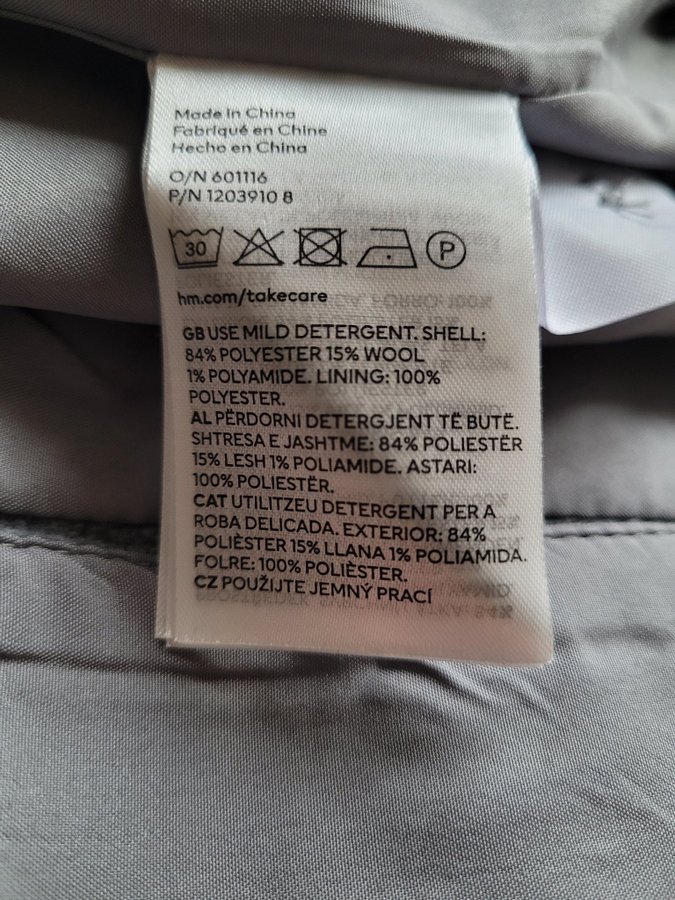 Made in China
Fabriqué en Chine
Hecho en China
O/N 601116
P/N 1203910 8
30
P
hm.com/takecare
GB USE MILD DETERGENT. SHELL:
84% POLYESTER 15% WOOL
1% POLYAMIDE. LINING: 100%
POLYESTER.
AL PËRDORNI DETERGJENT TË BUTË.
SHTRESA E JASHTME: 84% POLIESTËR
15% LESH 1% POLIAMIDE. ASTARI:
100% POLIESTËR.
CAT UTILITZEU DETERGENT PER A
ROBA DELICADA. EXTERIOR: 84%
POLIÈSTER 15% LLANA 1% POLIAMIDA.
FOLRE: 100% POLIÈSTER.
CZ POUŽIJTE JEMNÝ PRACÍ